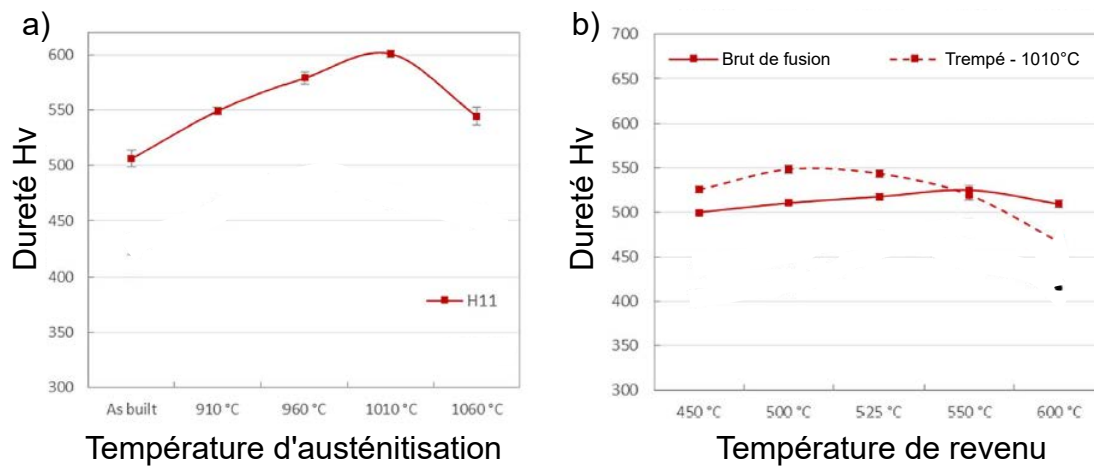 a)
Dureté Hv
600
550
500
450
400
350
300
H11
As built 910 °C 960 °C 1010 °C 1060 °C
Température d'austénitisation
b)
Dureté Hv
700
650
600
550
500
450
400
350
300
Brut de fusion Trempé - 1010°C
450 °C 500 °C 525 °C 550 °C 600 °C
Température de revenu